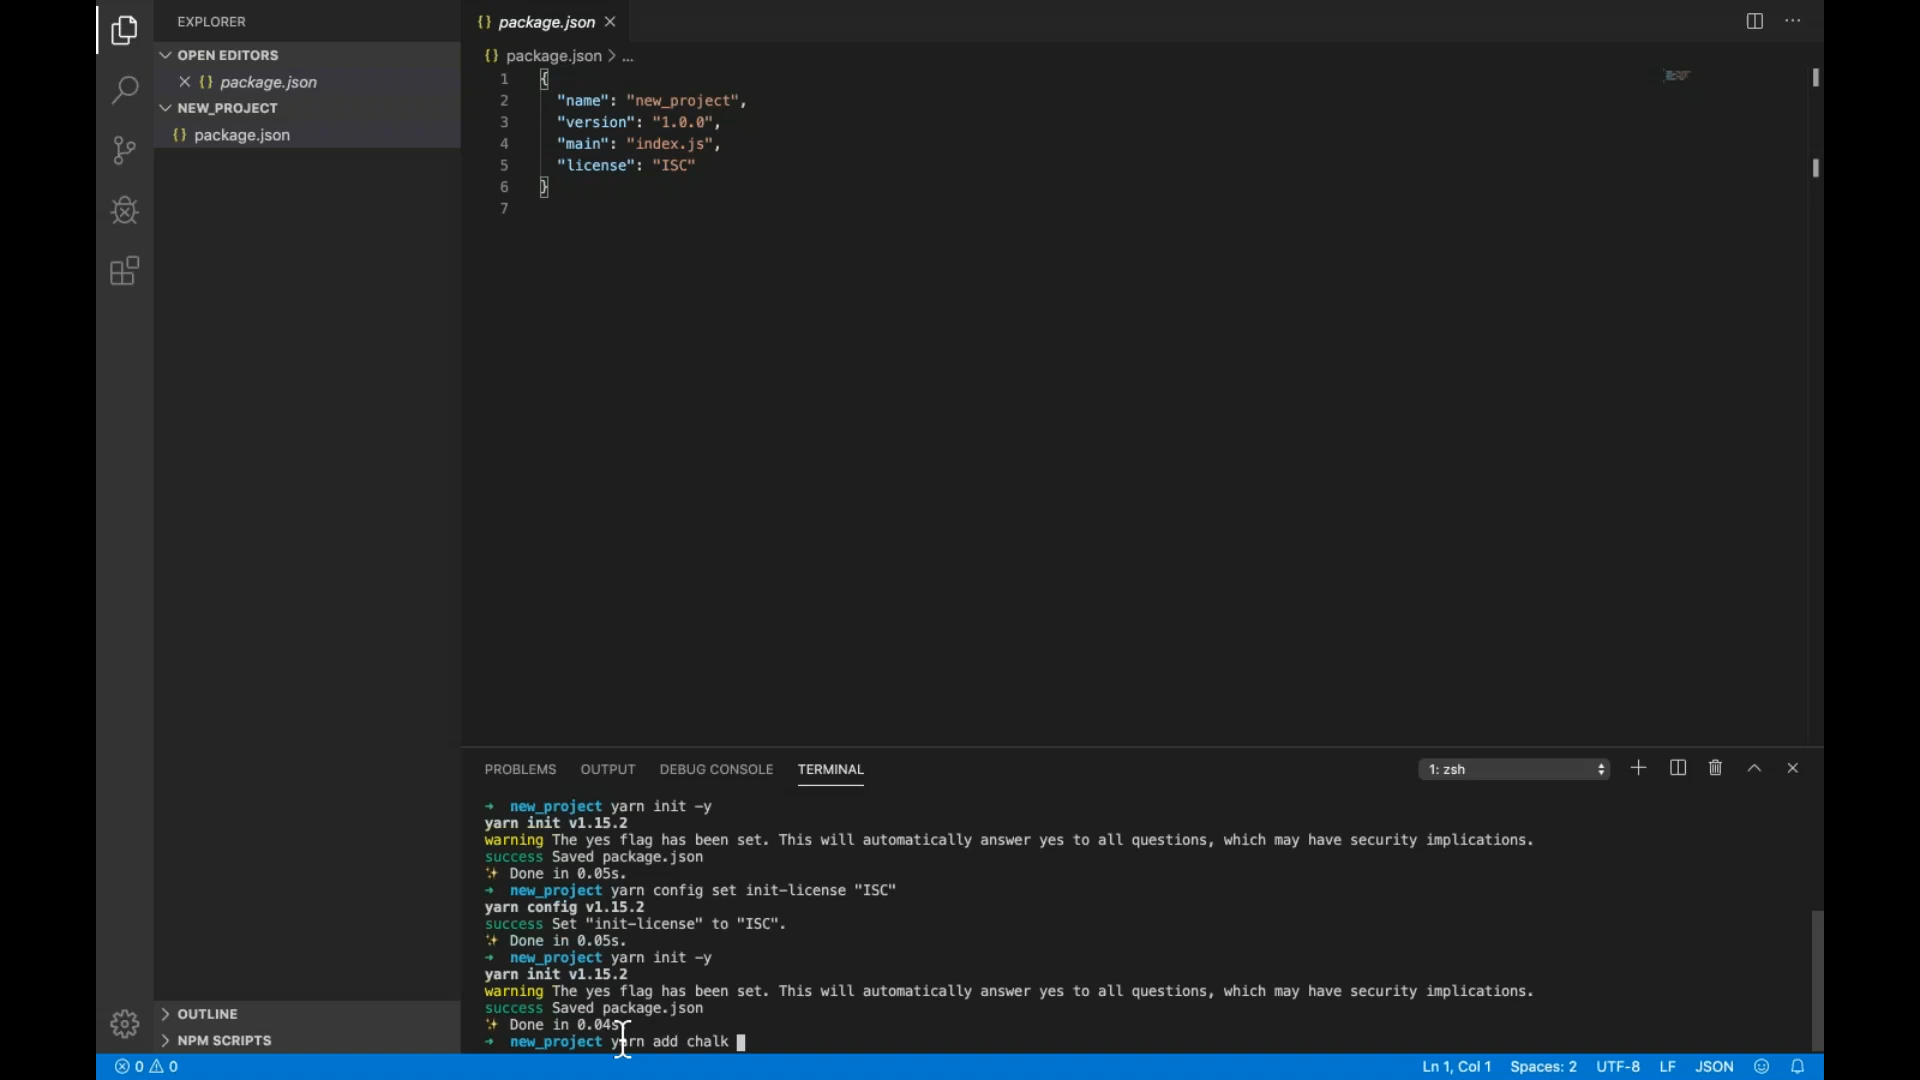 EXPLORER
OPEN EDITORS
{} package.json
NEW_PROJECT
{} package.json
OUTLINE
NPM SCRIPTS
{} package.json
{} package.json > ...
1 {
2 "name": "new_project",
3 "version": "1.0.0",
4 "main": "index.js",
5 "license": "ISC"
6 }
7
PROBLEMS OUTPUT DEBUG CONSOLE TERMINAL
1: zsh
→ new_project yarn init -y
yarn init v1.15.2
warning The yes flag has been set. This will automatically answer yes to all questions, which may have security implications.
success Saved package.json
✨ Done in 0.05s.
→ new_project yarn config set init-license "ISC"
yarn config v1.15.2
success Set "init-license" to "ISC".
✨ Done in 0.05s.
→ new_project yarn init -y
yarn init v1.15.2
warning The yes flag has been set. This will automatically answer yes to all questions, which may have security implications.
success Saved package.json
✨ Done in 0.04s.
→ new_project yarn add chalk
0 0
Ln 1, Col 1 Spaces: 2 UTF-8 LF JSON